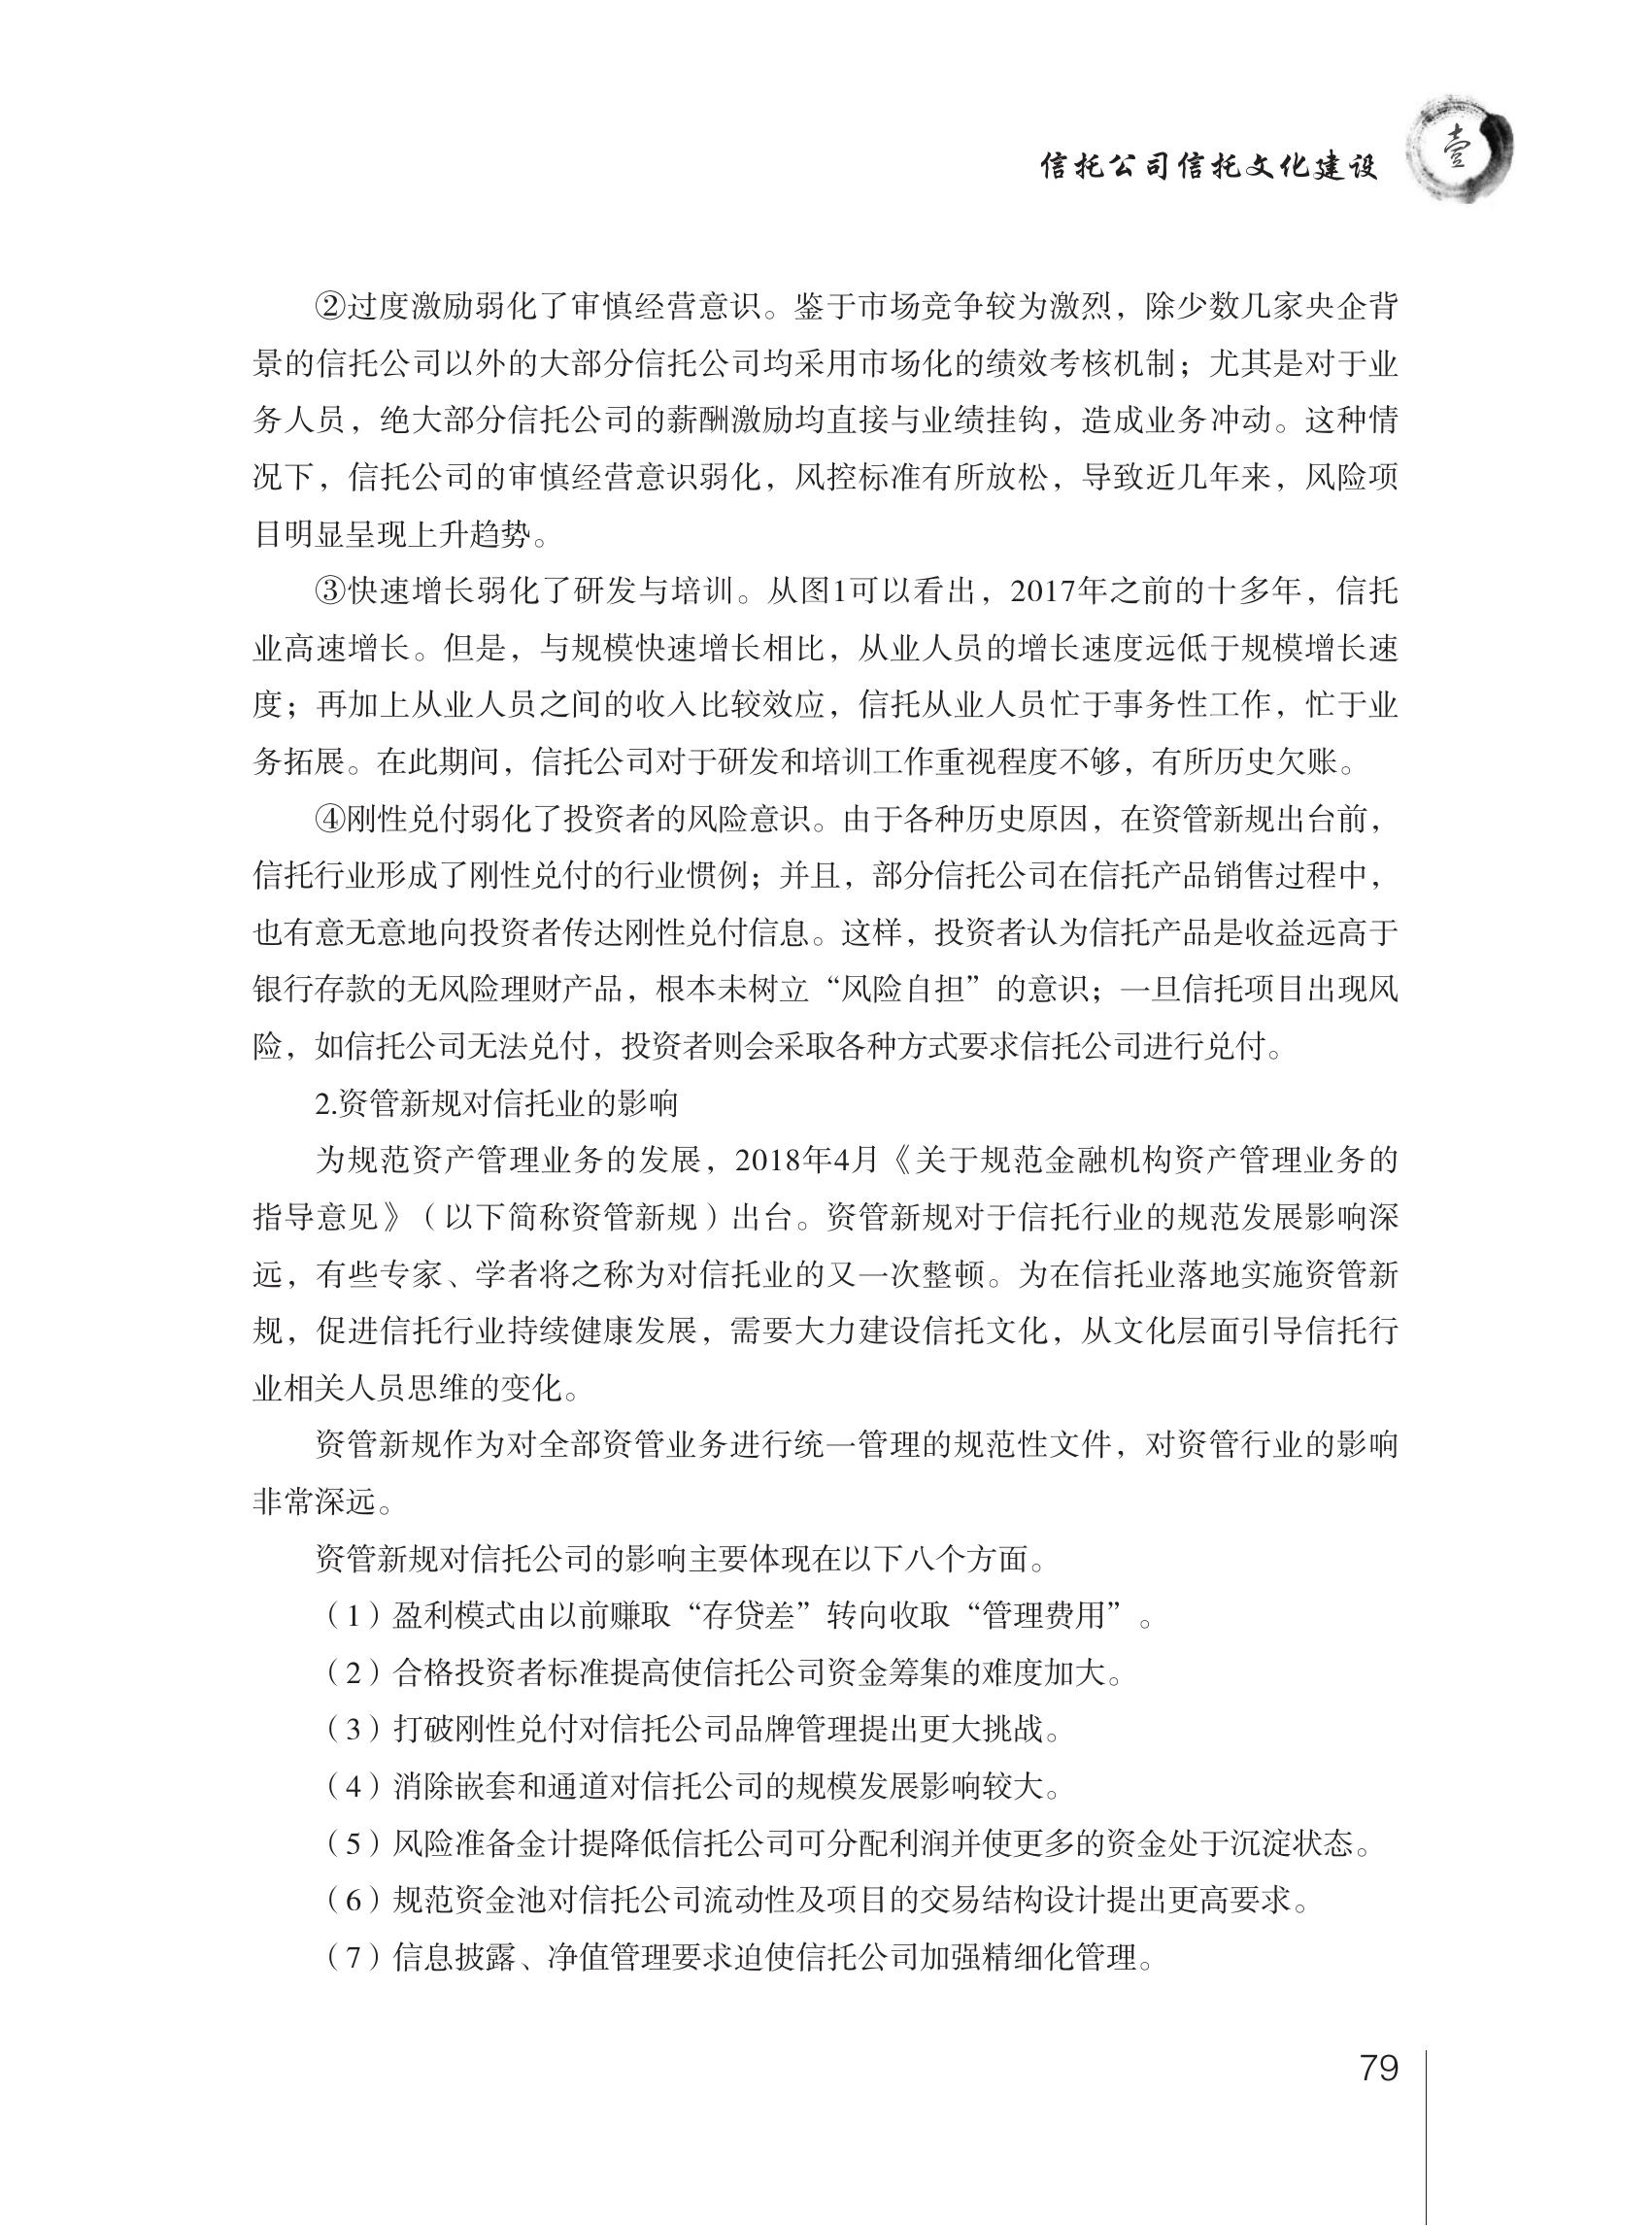 信托公司信托文化建设
壹
②过度激励弱化了审慎经营意识。鉴于市场竞争较为激烈，除少数几家央企背
景的信托公司以外的大部分信托公司均采用市场化的绩效考核机制；尤其是对于业
务人员，绝大部分信托公司的薪酬激励均直接与业绩挂钩，造成业务冲动。这种情
况下，信托公司的审慎经营意识弱化，风控标准有所放松，导致近几年来，风险项
目明显呈现上升趋势。
③快速增长弱化了研发与培训。从图1可以看出，2017年之前的十多年，信托
业高速增长。但是，与规模快速增长相比，从业人员的增长速度远低于规模增长速
度；再加上从业人员之间的收入比较效应，信托从业人员忙于事务性工作，忙于业
务拓展。在此期间，信托公司对于研发和培训工作重视程度不够，有所历史欠账。
④刚性兑付弱化了投资者的风险意识。由于各种历史原因，在资管新规出台前，
信托行业形成了刚性兑付的行业惯例；并且，部分信托公司在信托产品销售过程中，
也有意无意地向投资者传达刚性兑付信息。这样，投资者认为信托产品是收益远高于
银行存款的无风险理财产品，根本未树立“风险自担”的意识；一旦信托项目出现风
险，如信托公司无法兑付，投资者则会采取各种方式要求信托公司进行兑付。
2.资管新规对信托业的影响
为规范资产管理业务的发展，2018年4月《关于规范金融机构资产管理业务的
指导意见》（以下简称资管新规）出台。资管新规对于信托行业的规范发展影响深
远，有些专家、学者将之称为对信托业的又一次整顿。为在信托业落地实施资管新
规，促进信托行业持续健康发展，需要大力建设信托文化，从文化层面引导信托行
业相关人员思维的变化。
资管新规作为对全部资管业务进行统一管理的规范性文件，对资管行业的影响
非常深远。
资管新规对信托公司的影响主要体现在以下八个方面。
（1）盈利模式由以前赚取“存贷差”转向收取“管理费用”。
（2）合格投资者标准提高使信托公司资金筹集的难度加大。
（3）打破刚性兑付对信托公司品牌管理提出更大挑战。
（4）消除嵌套和通道对信托公司的规模发展影响较大。
（5）风险准备金计提降低信托公司可分配利润并使更多的资金处于沉淀状态。
（6）规范资金池对信托公司流动性及项目的交易结构设计提出更高要求。
（7）信息披露、净值管理要求迫使信托公司加强精细化管理。
79